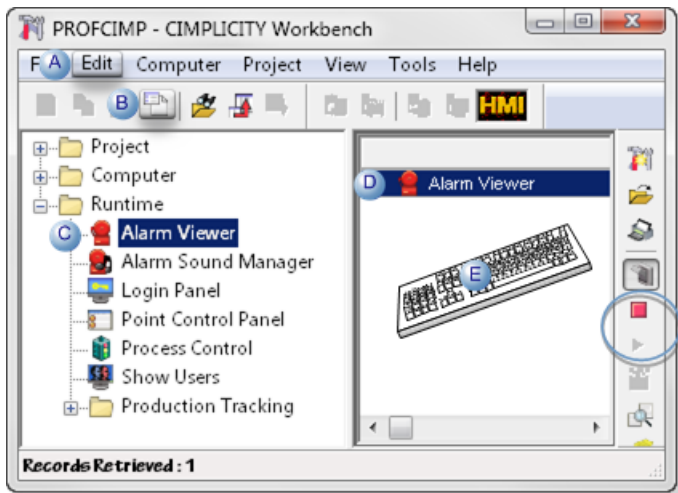 PROFCIMP - CIMPLICITY Workbench
F A Edit Computer Project View Tools Help
B HMI
Project
Computer
Runtime
C Alarm Viewer
Alarm Sound Manager
Login Panel
Point Control Panel
Process Control
Show Users
Production Tracking
D Alarm Viewer
E
Records Retrieved : 1